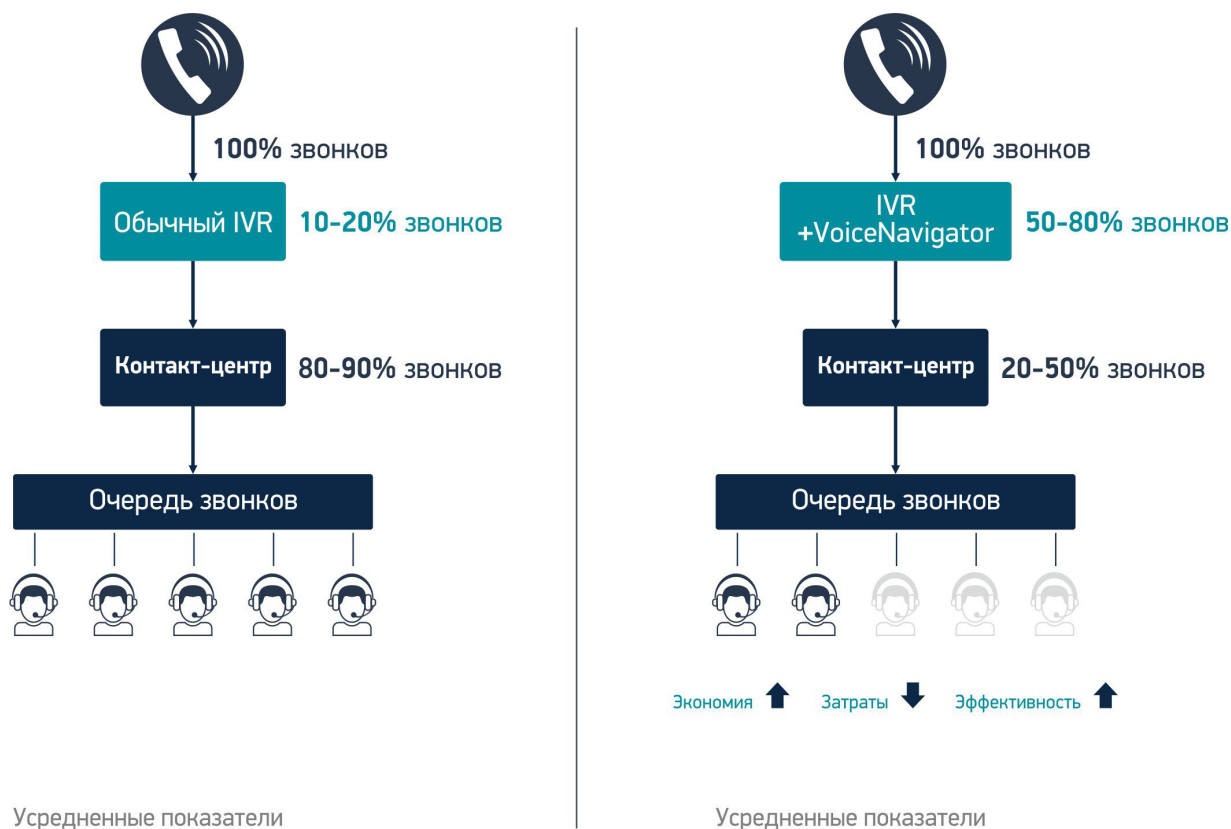 100% звонков
Обычный IVR
10-20% звонков
Контакт-центр
80-90% звонков
Очередь звонков
Усредненные показатели
100% звонков
IVR
+VoiceNavigator
50-80% звонков
Контакт-центр
20-50% звонков
Очередь звонков
Экономия
Затраты
Эффективность
Усредненные показатели